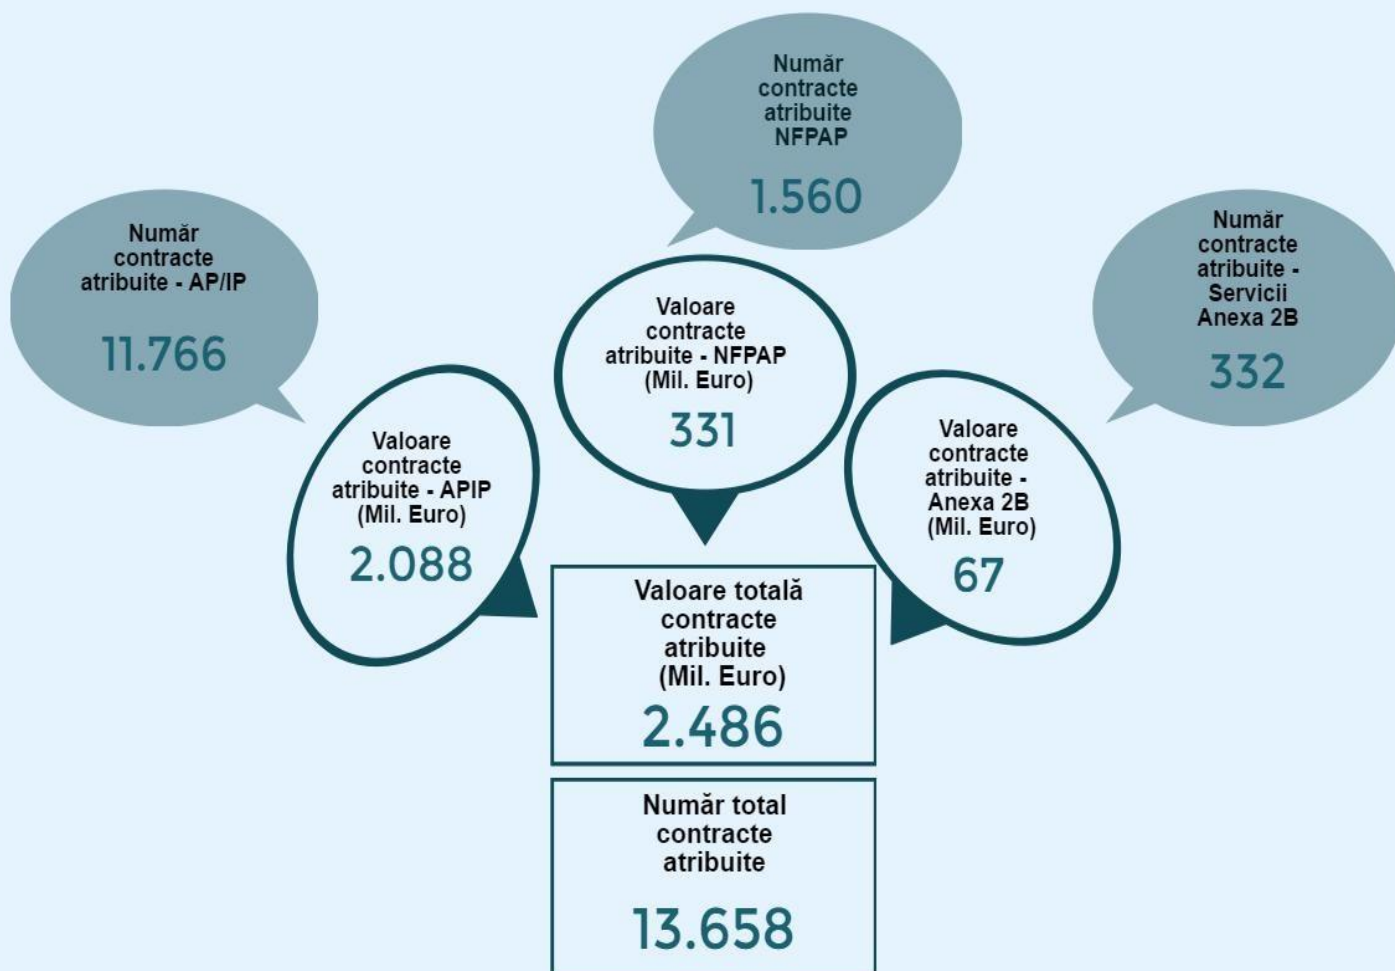 Număr
contracte
atribuite
NFPAP
1.560
Număr
contracte
atribuite - AP/IP
11.766
Număr
contracte
atribuite -
Servicii
Anexa 2B
332
Valoare
contracte
atribuite - NFPAP
(Mil. Euro)
331
Valoare
contracte
atribuite - APIP
(Mil. Euro)
2.088
Valoare
contracte
atribuite -
Anexa 2B
(Mil. Euro)
67
Valoare totală
contracte
atribuite
(Mil. Euro)
2.486
Număr total
contracte
atribuite
13.658